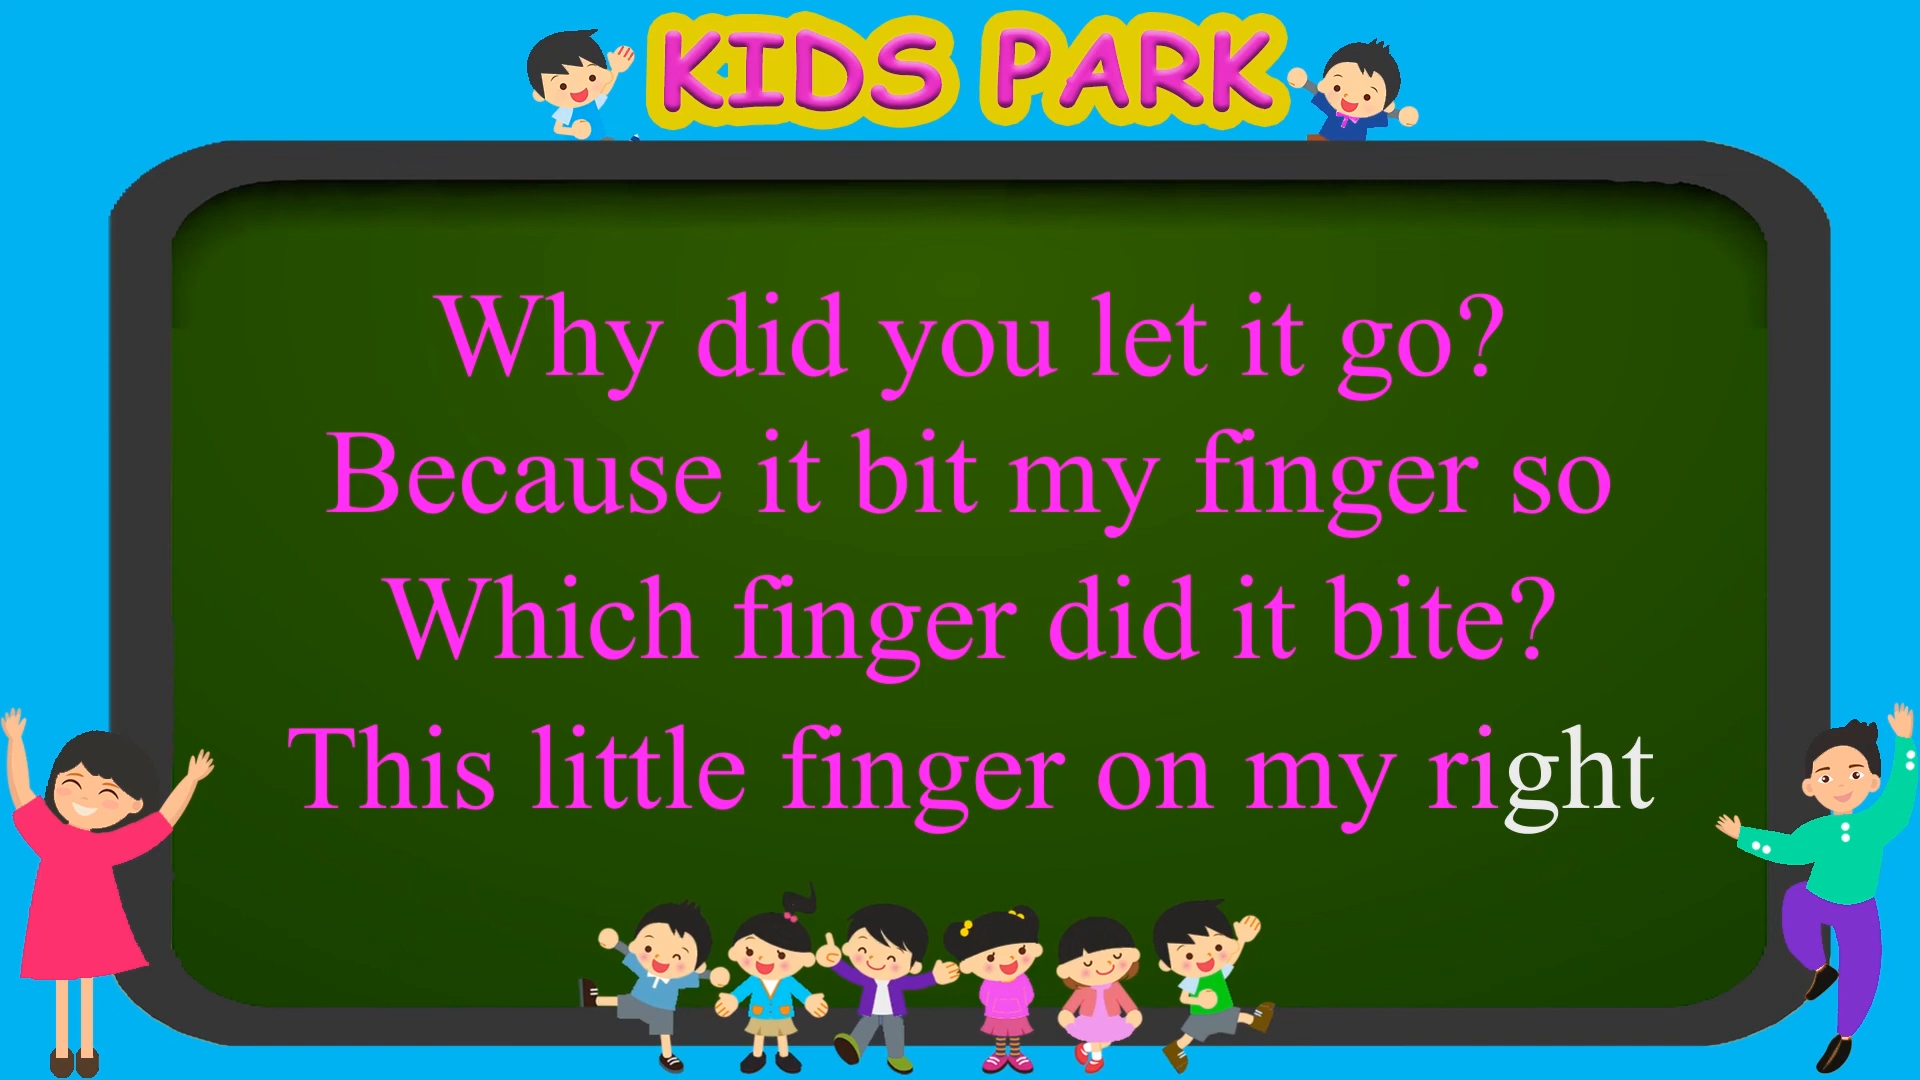 KIDS PARK
Why did you let it go?
Because it bit my finger so
Which finger did it bite?
This little finger on my right